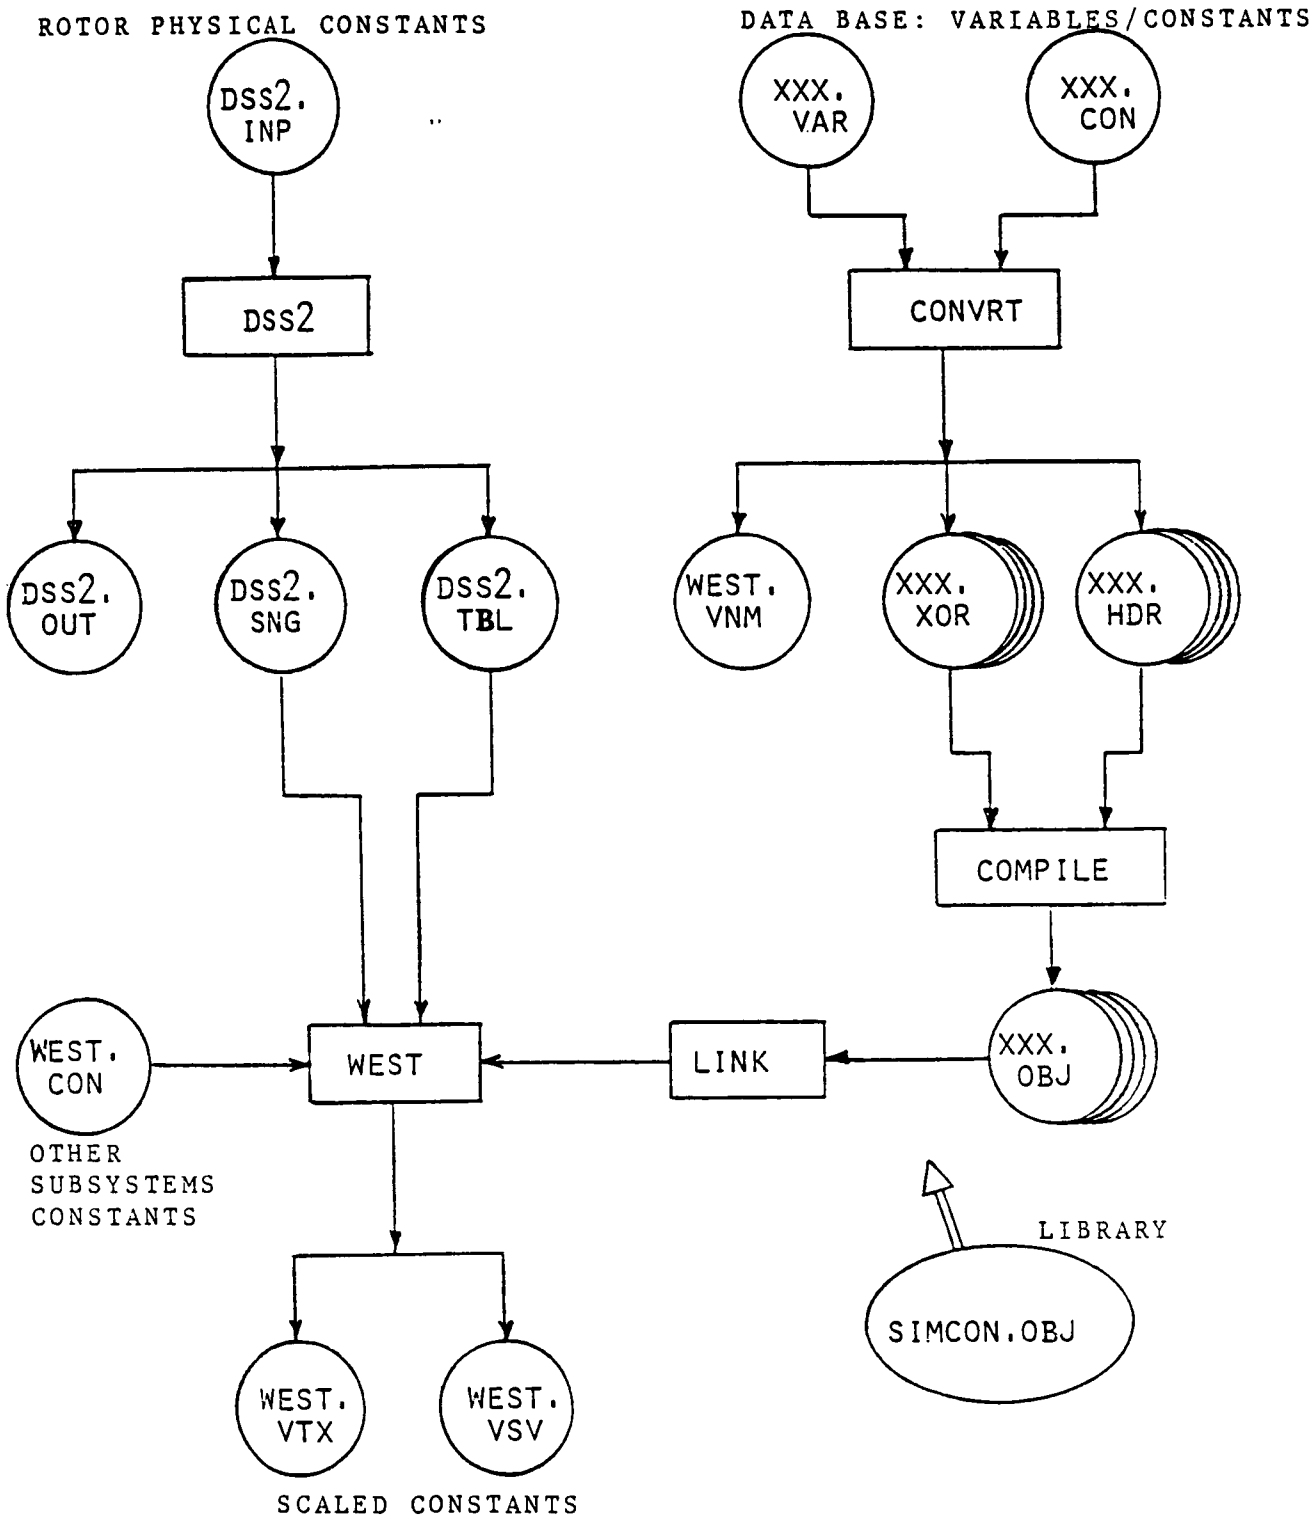 ROTOR PHYSICAL CONSTANTS
DATA BASE: VARIABLES/CONSTANTS
DSS2.
INP
XXX.
VAR
XXX.
CON
DSS2
CONVRT
DSS2.
OUT
DSS2.
SNG
DSS2.
TBL
WEST.
VNM
XXX.
XOR
XXX.
HDR
COMPILE
WEST.
CON
WEST
LINK
XXX.
OBJ
OTHER
SUBSYSTEMS
CONSTANTS
LIBRARY
SIMCON.OBJ
WEST.
VTX
WEST.
VSV
SCALED CONSTANTS